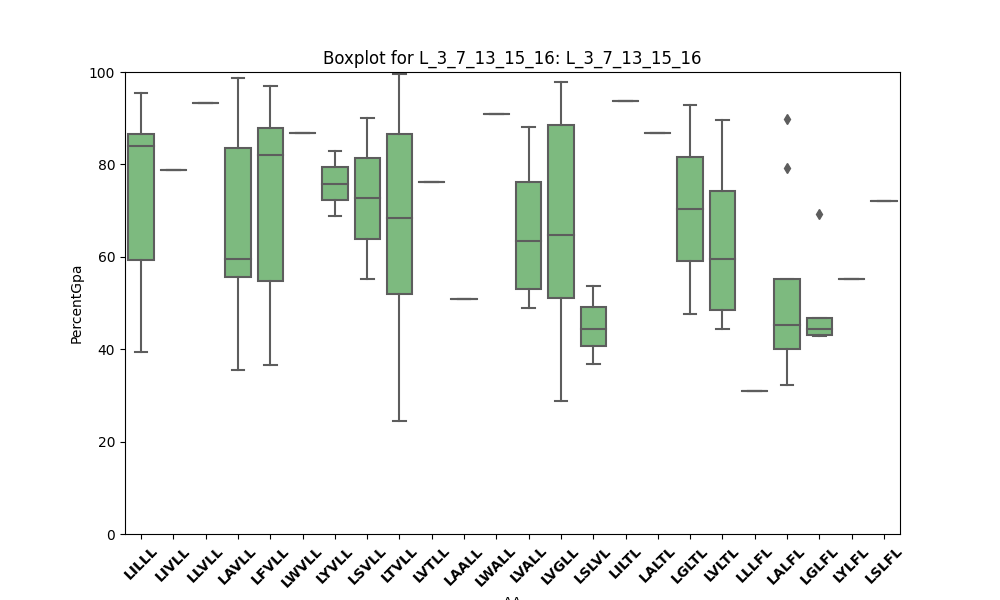 Boxplot for L_3_7_13_15_16: L_3_7_13_15_16
100
80
60
40
20
0
PercentGpa
LILLL LIVLL LLVLL LAVLL LFVLL LWVLL LYVLL LSVLL LTVLL LVTLL LAALL LWALL LVALL LVGLL LSLVL LILTL LALTL LGLTL LVLTL LLLFL LALFL LGLFL LYLFL LSLFL